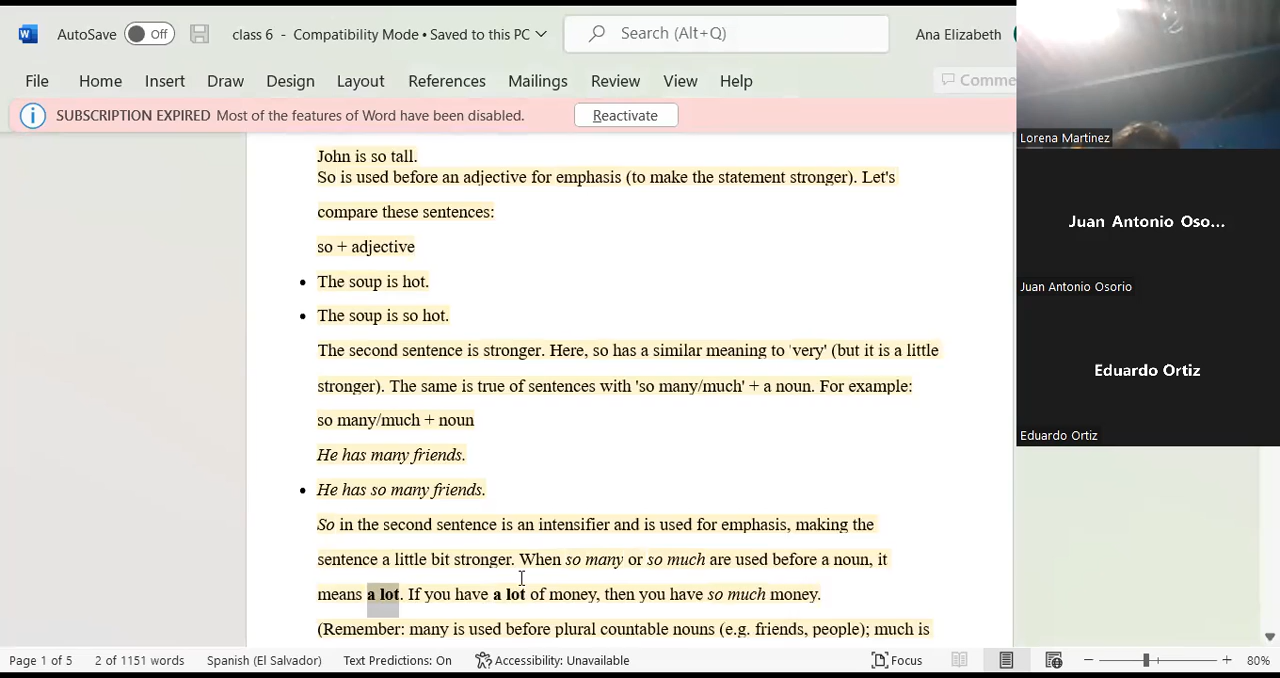 AutoSave Off class 6 - Compatibility Mode • Saved to this PC Search (Alt+Q) Ana Elizabeth
File Home Insert Draw Design Layout References Mailings Review View Help Comme
SUBSCRIPTION EXPIRED Most of the features of Word have been disabled. Reactivate
John is so tall.
So is used before an adjective for emphasis (to make the statement stronger). Let's
compare these sentences:
so + adjective
• The soup is hot.
• The soup is so hot.
The second sentence is stronger. Here, so has a similar meaning to 'very' (but it is a little
stronger). The same is true of sentences with 'so many/much' + a noun. For example:
so many/much + noun
He has many friends.
• He has so many friends.
So in the second sentence is an intensifier and is used for emphasis, making the
sentence a little bit stronger. When so many or so much are used before a noun, it
means a lot. If you have a lot of money, then you have so much money.
(Remember: many is used before plural countable nouns (e.g. friends, people); much is
Page 1 of 5 2 of 1151 words Spanish (El Salvador) Text Predictions: On Accessibility: Unavailable Focus 80%
Lorena Martinez
Juan Antonio Oso...
Juan Antonio Osorio
Eduardo Ortiz
Eduardo Ortiz